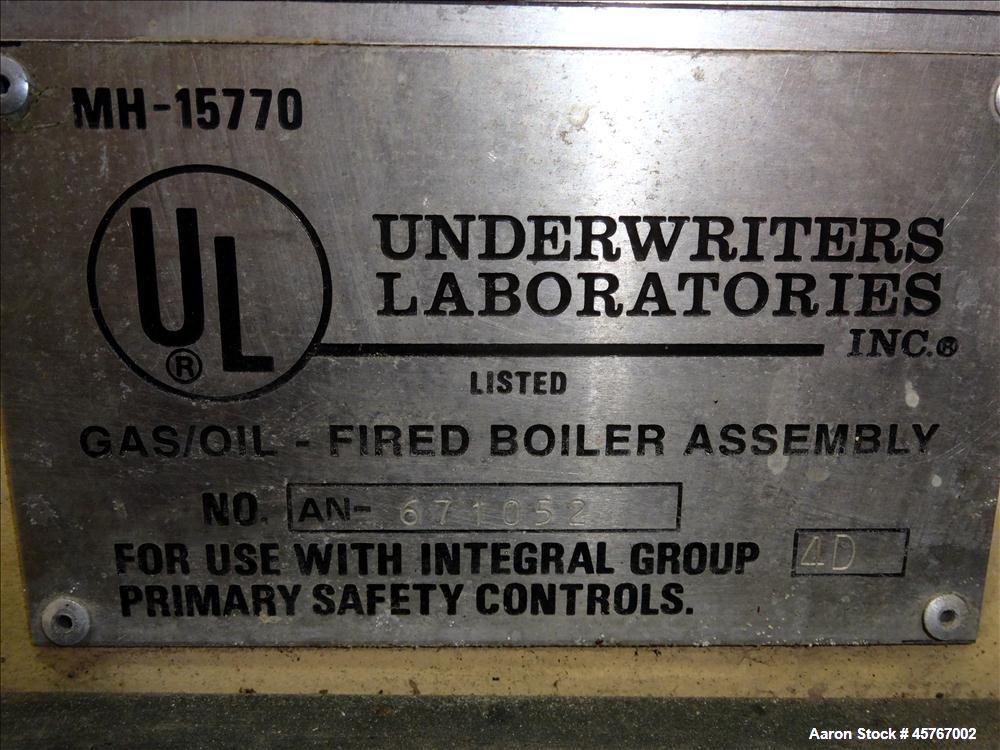 MH-15770
UL®
UNDERWRITERS
LABORATORIES
INC.®
LISTED
GAS/OIL - FIRED BOILER ASSEMBLY
NO. AN- 671052
FOR USE WITH INTEGRAL GROUP 4D
PRIMARY SAFETY CONTROLS.
Aaron Stock # 45767002